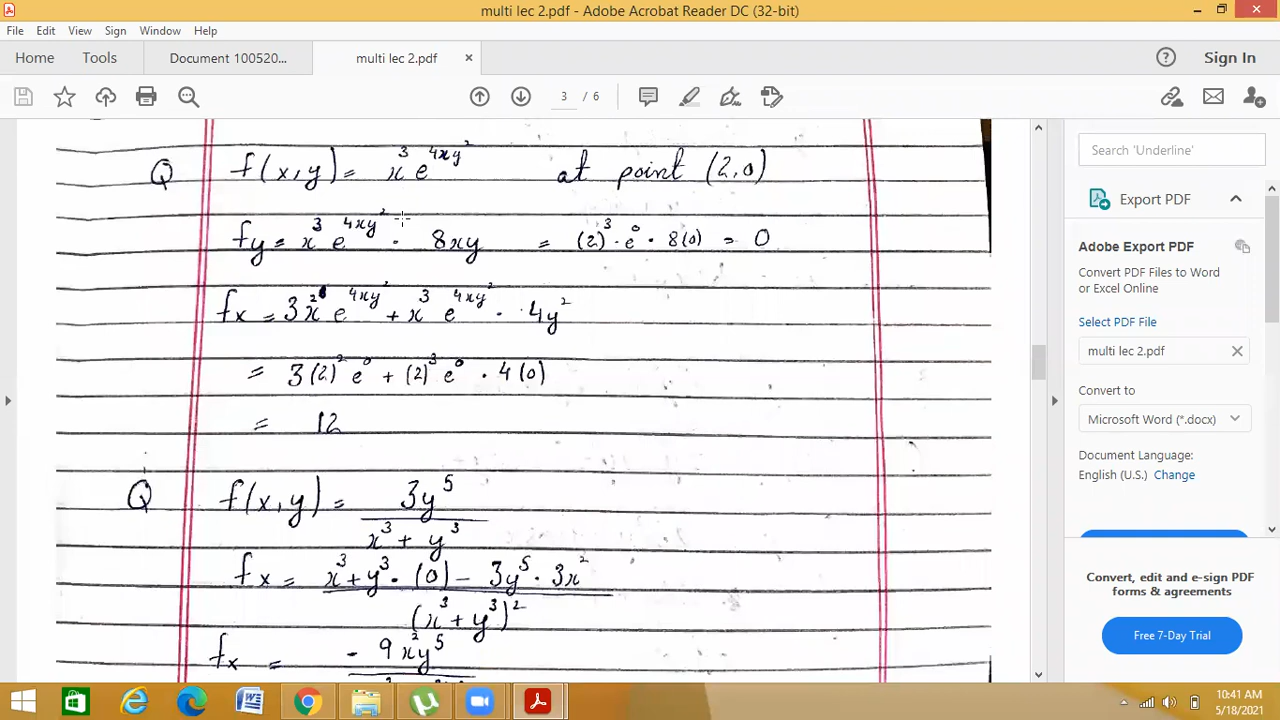 multi lec 2.pdf - Adobe Acrobat Reader DC (32-bit)
File Edit View Sign Window Help
Home Tools Document 100520... multi lec 2.pdf × Sign In
3 / 6
Q f(x,y) = x³e^{4xy²} at point (2,0)
fy = x³ e^{4xy²} · 8xy = (2)³ · e⁰ · 8(0) = 0
fx = 3x² e^{4xy²} + x³ e^{4xy²} · 4y²
= 3(2)² e⁰ + (2)³ e⁰ · 4(0)
= 12
Q f(x,y) = 3y⁵ / x³ + y³
fx = x³+y³ · (0) - 3y⁵ · 3x² / (x³ + y³)²
fx = - 9x²y⁵
Search 'Underline'
Export PDF
Adobe Export PDF
Convert PDF Files to Word
or Excel Online
Select PDF File
multi lec 2.pdf
Convert to
Microsoft Word (*.docx)
Document Language:
English (U.S.) Change
Convert, edit and e-sign PDF
forms & agreements
Free 7-Day Trial
10:41 AM
5/18/2021